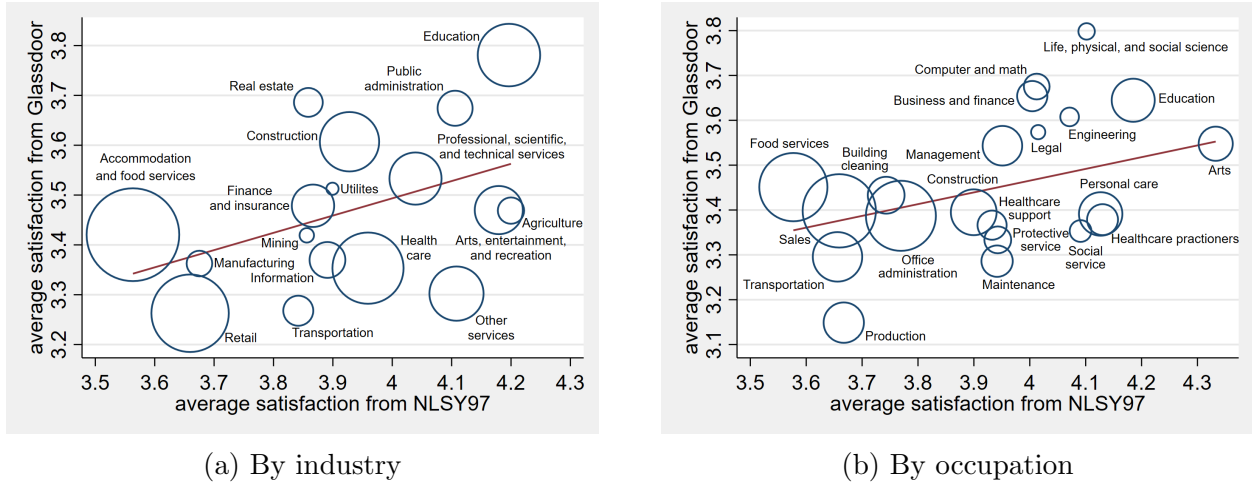 average satisfaction from Glassdoor
3.8
3.7
3.6
3.5
3.4
3.3
3.2
Education
Public
administration
Real estate
Construction
Professional, scientific,
and technical services
Accommodation
and food services
Finance
and insurance
Utilites
Agriculture
Mining
Arts, entertainment,
and recreation
Health
care
Manufacturing
Information
Other
services
Transportation
Retail
3.5 3.6 3.7 3.8 3.9 4 4.1 4.2 4.3
average satisfaction from NLSY97
(a) By industry
average satisfaction from Glassdoor
3.8
3.7
3.6
3.5
3.4
3.3
3.2
3.1
Life, physical, and social science
Computer and math
Business and finance
Education
Engineering
Legal
Food services
Building
cleaning
Management
Arts
Construction
Personal care
Healthcare
support
Sales
Protective
service
Healthcare practioners
Social
service
Office
administration
Transportation
Maintenance
Production
3.5 3.6 3.7 3.8 3.9 4 4.1 4.2 4.3
average satisfaction from NLSY97
(b) By occupation